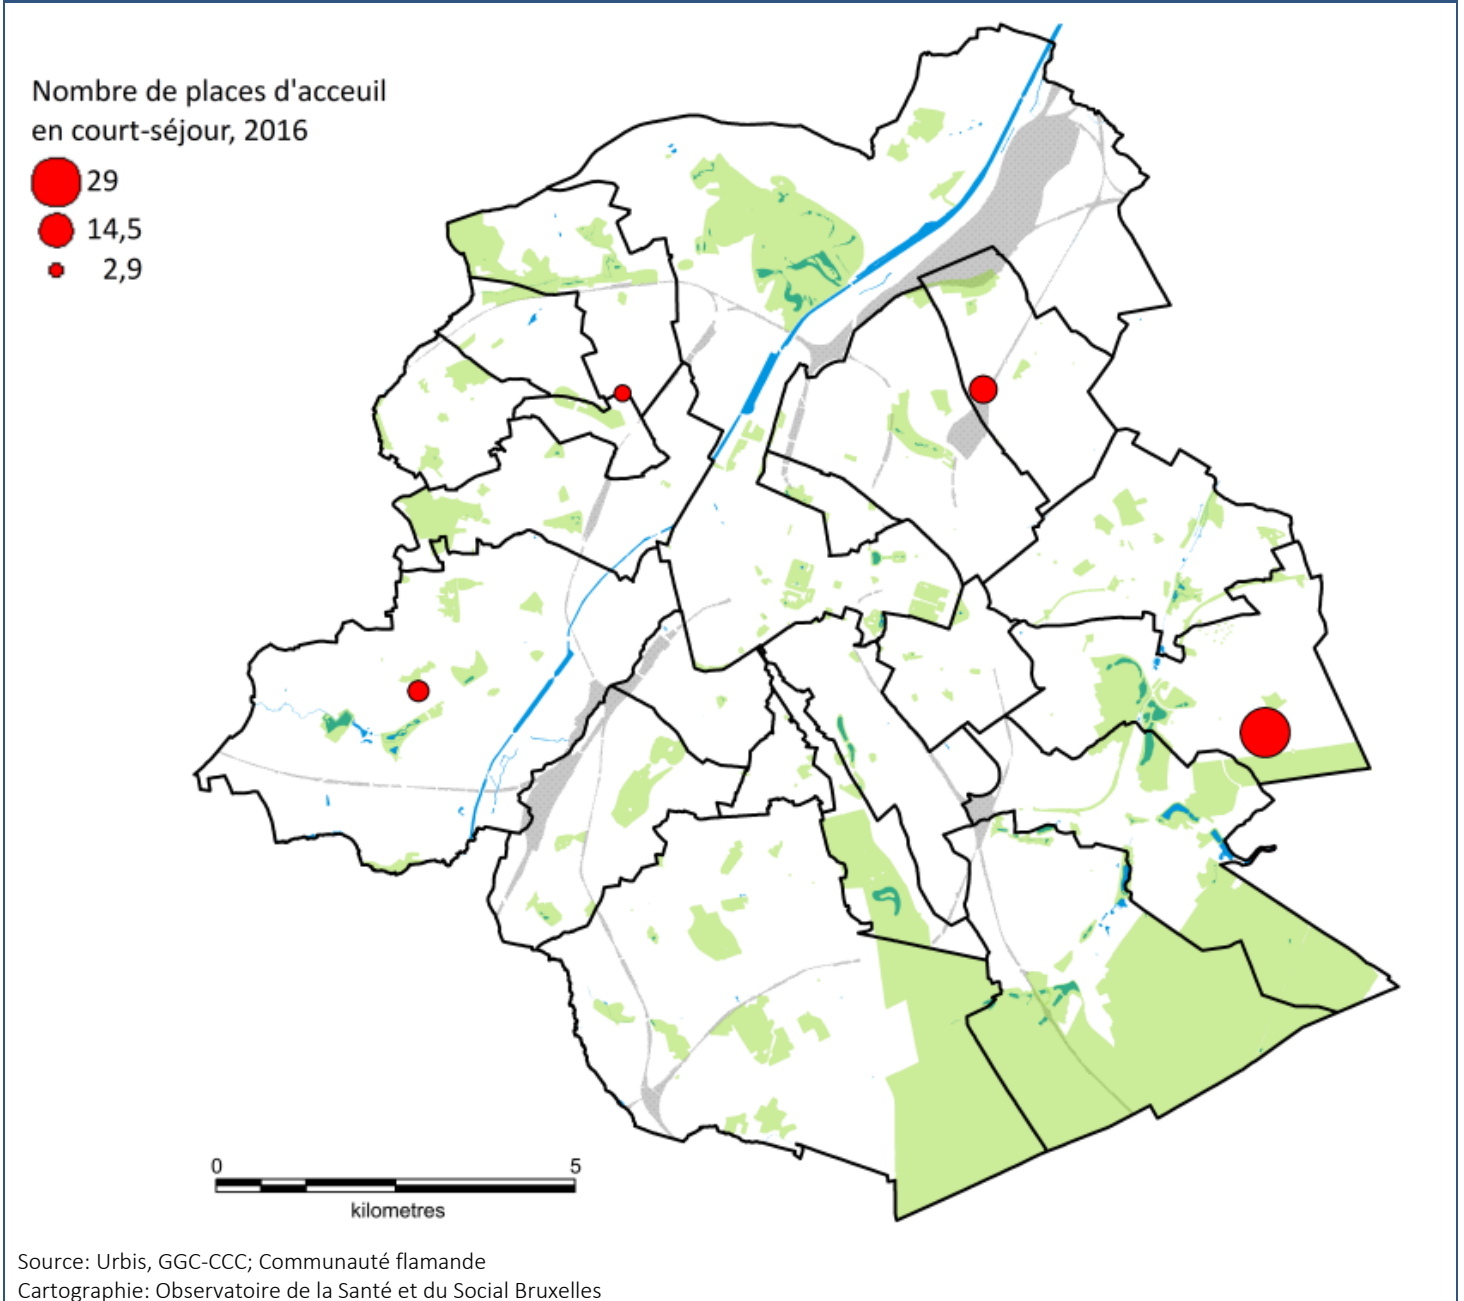 Nombre de places d'acceuil
en court-séjour, 2016
29
14,5
2,9
0 5
kilometres
Source: Urbis, GGC-CCC; Communauté flamande
Cartographie: Observatoire de la Santé et du Social Bruxelles